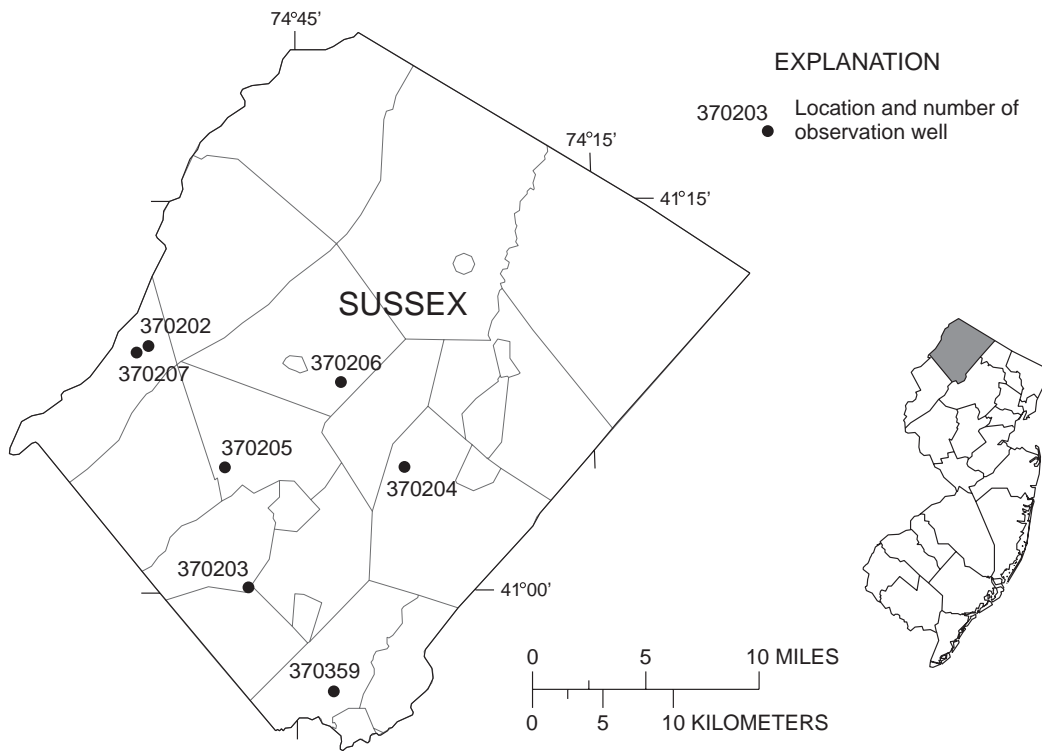 74°45'
EXPLANATION
370203
Location and number of
observation well
74°15'
41°15'
SUSSEX
370202
370207
370206
370205
370204
370203
41°00'
370359
0 5 10 MILES
0 5 10 KILOMETERS